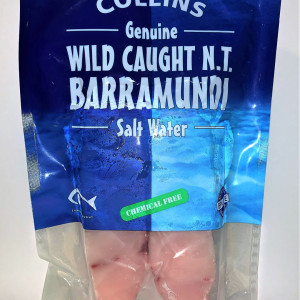 COLLINS
Genuine
WILD CAUGHT N.T.
BARRAMUNDI
Salt Water
CHEMICAL FREE